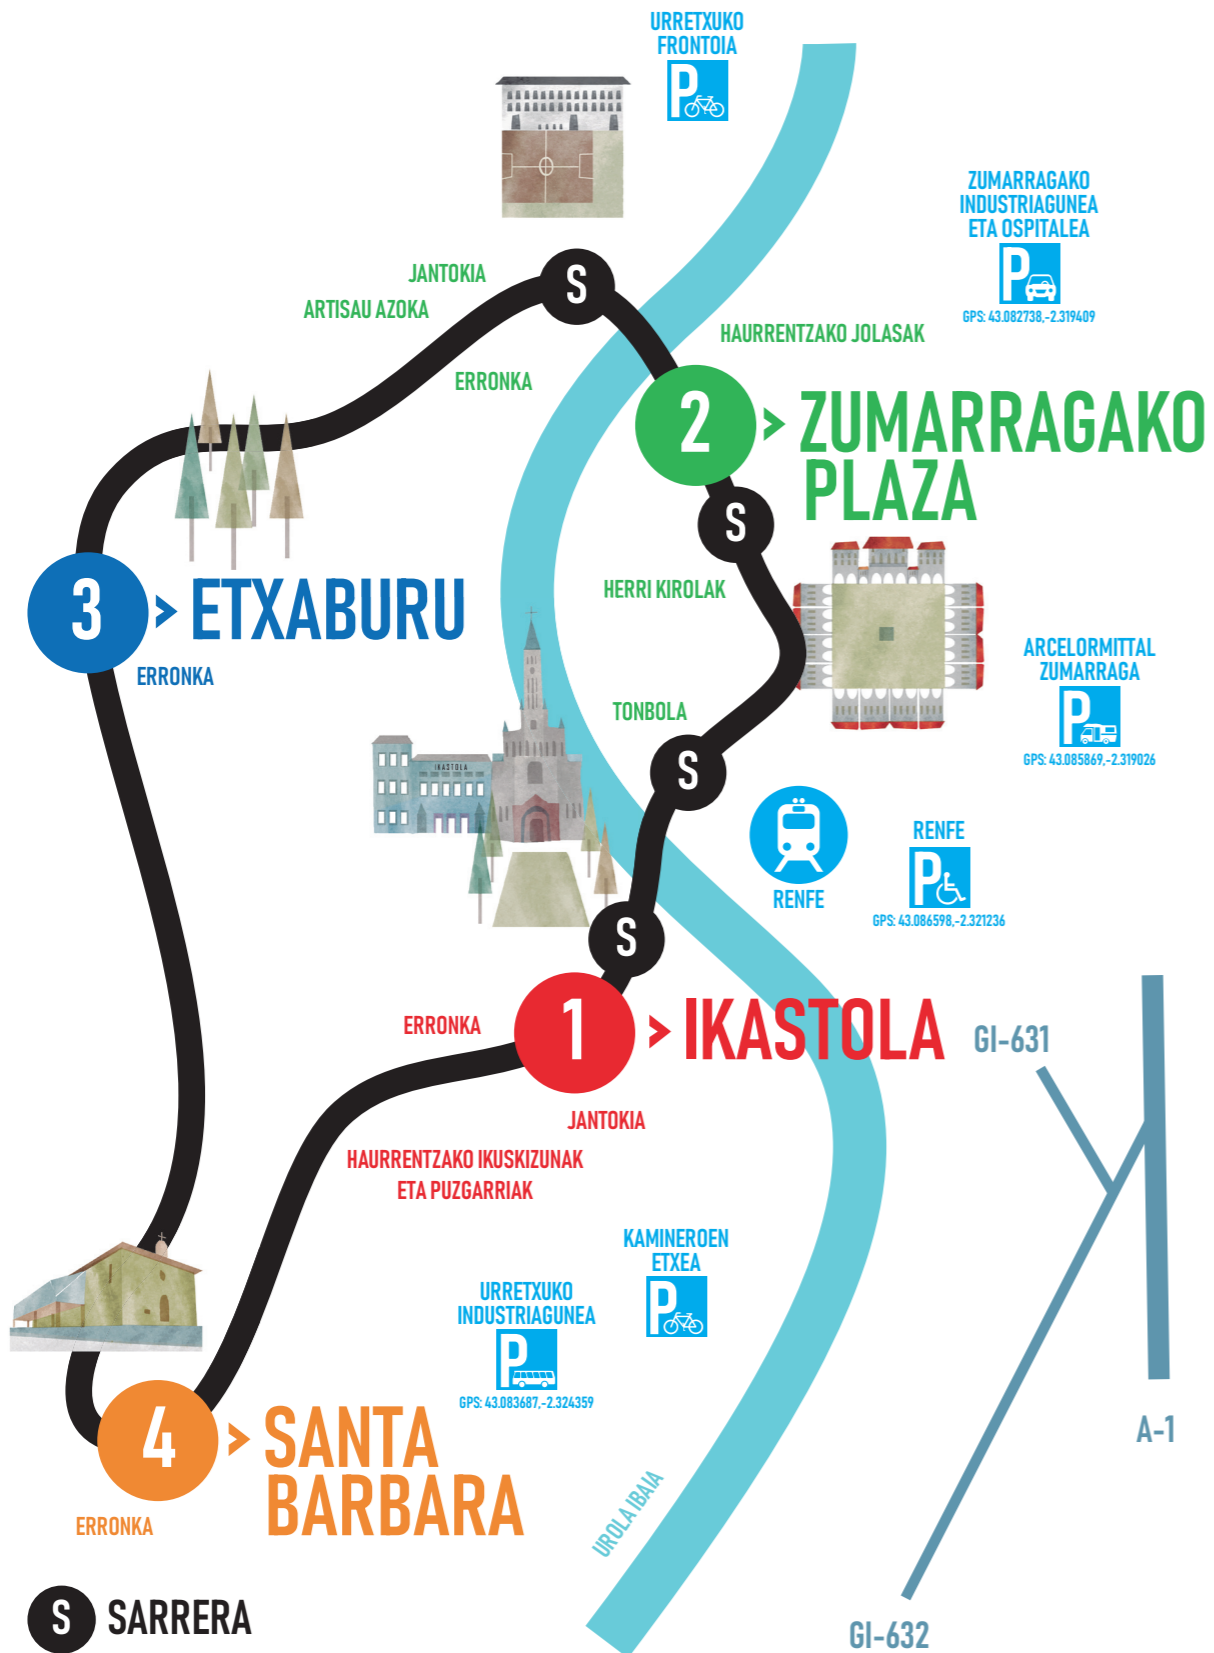 URRETXUKO
FRONTOIA
P
ZUMARRAGAKO
INDUSTRIAGUNEA
ETA OSPITALEA
P
GPS: 43.082738,-2.319409
JANTOKIA
ARTISAU AZOKA
S
HAURRENTZAKO JOLASAK
ERRONKA
2 > ZUMARRAGAKO
PLAZA
S
3 > ETXABURU
ERRONKA
HERRI KIROLAK
ARCELORMITTAL
ZUMARRAGA
P
GPS: 43.085869,-2.319026
TONBOLA
S
IKASTOLA
RENFE
RENFE
P
GPS: 43.086598,-2.321236
S
ERRONKA
1 > IKASTOLA
GI-631
JANTOKIA
HAURRENTZAKO IKUSKIZUNAK
ETA PUZGARRIAK
KAMINEROEN
ETXEA
P
URRETXUKO
INDUSTRIAGUNEA
P
GPS: 43.083687,-2.324359
A-1
4 > SANTA
BARBARA
ERRONKA
UROLA IBAIA
S SARRERA
GI-632